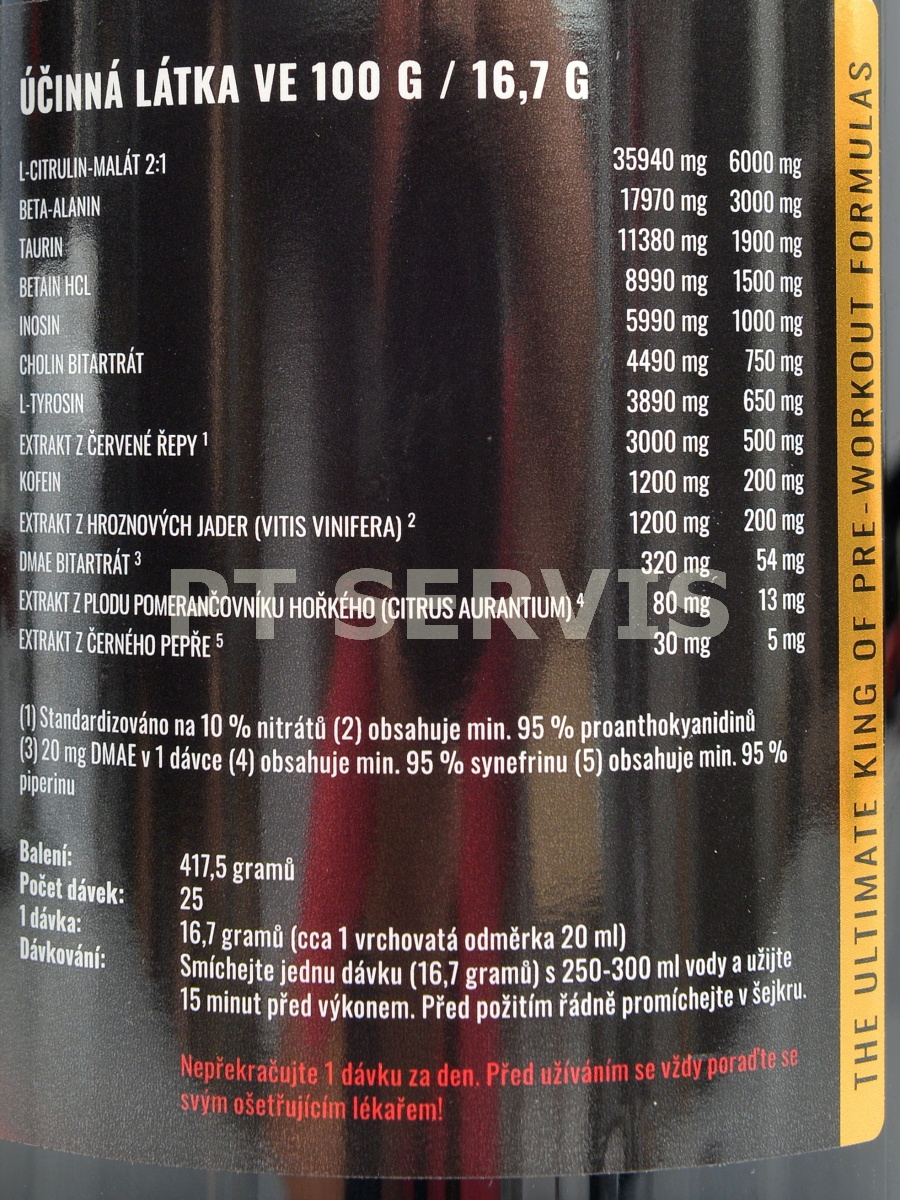 ÚČINNÁ LÁTKA VE 100 G / 16,7 G
L-CITRULIN-MALÁT 2:1 35940 mg 6000 mg
BETA-ALANIN 17970 mg 3000 mg
TAURIN 11380 mg 1900 mg
BETAIN HCL 8990 mg 1500 mg
INOSIN 5990 mg 1000 mg
CHOLIN BITARTRÁT 4490 mg 750 mg
L-TYROSIN 3890 mg 650 mg
EXTRAKT Z ČERVENÉ ŘEPY ¹ 3000 mg 500 mg
KOFEIN 1200 mg 200 mg
EXTRAKT Z HROZNOVÝCH JADER (VITIS VINIFERA) ² 1200 mg 200 mg
DMAE BITARTRÁT ³ 320 mg 54 mg
EXTRAKT Z PLODU POMERANČOVNÍKU HOŘKÉHO (CITRUS AURANTIUM) ⁴ 80 mg 13 mg
EXTRAKT Z ČERNÉHO PEPŘE ⁵ 30 mg 5 mg
PT SERVIS
(1) Standardizováno na 10 % nitrátů (2) obsahuje min. 95 % proanthokyanidinů
(3) 20 mg DMAE v 1 dávce (4) obsahuje min. 95 % synefrinu (5) obsahuje min. 95 %
piperinu
Balení: 417,5 gramů
Počet dávek: 25
1 dávka: 16,7 gramů (cca 1 vrchovatá odměrka 20 ml)
Dávkování: Smíchejte jednu dávku (16,7 gramů) s 250-300 ml vody a užijte
15 minut před výkonem. Před požitím řádně promíchejte v šejkru.
Nepřekračujte 1 dávku za den. Před užíváním se vždy poraďte se
svým ošetřujícím lékařem!
THE ULTIMATE KING OF PRE-WORKOUT FORMULAS